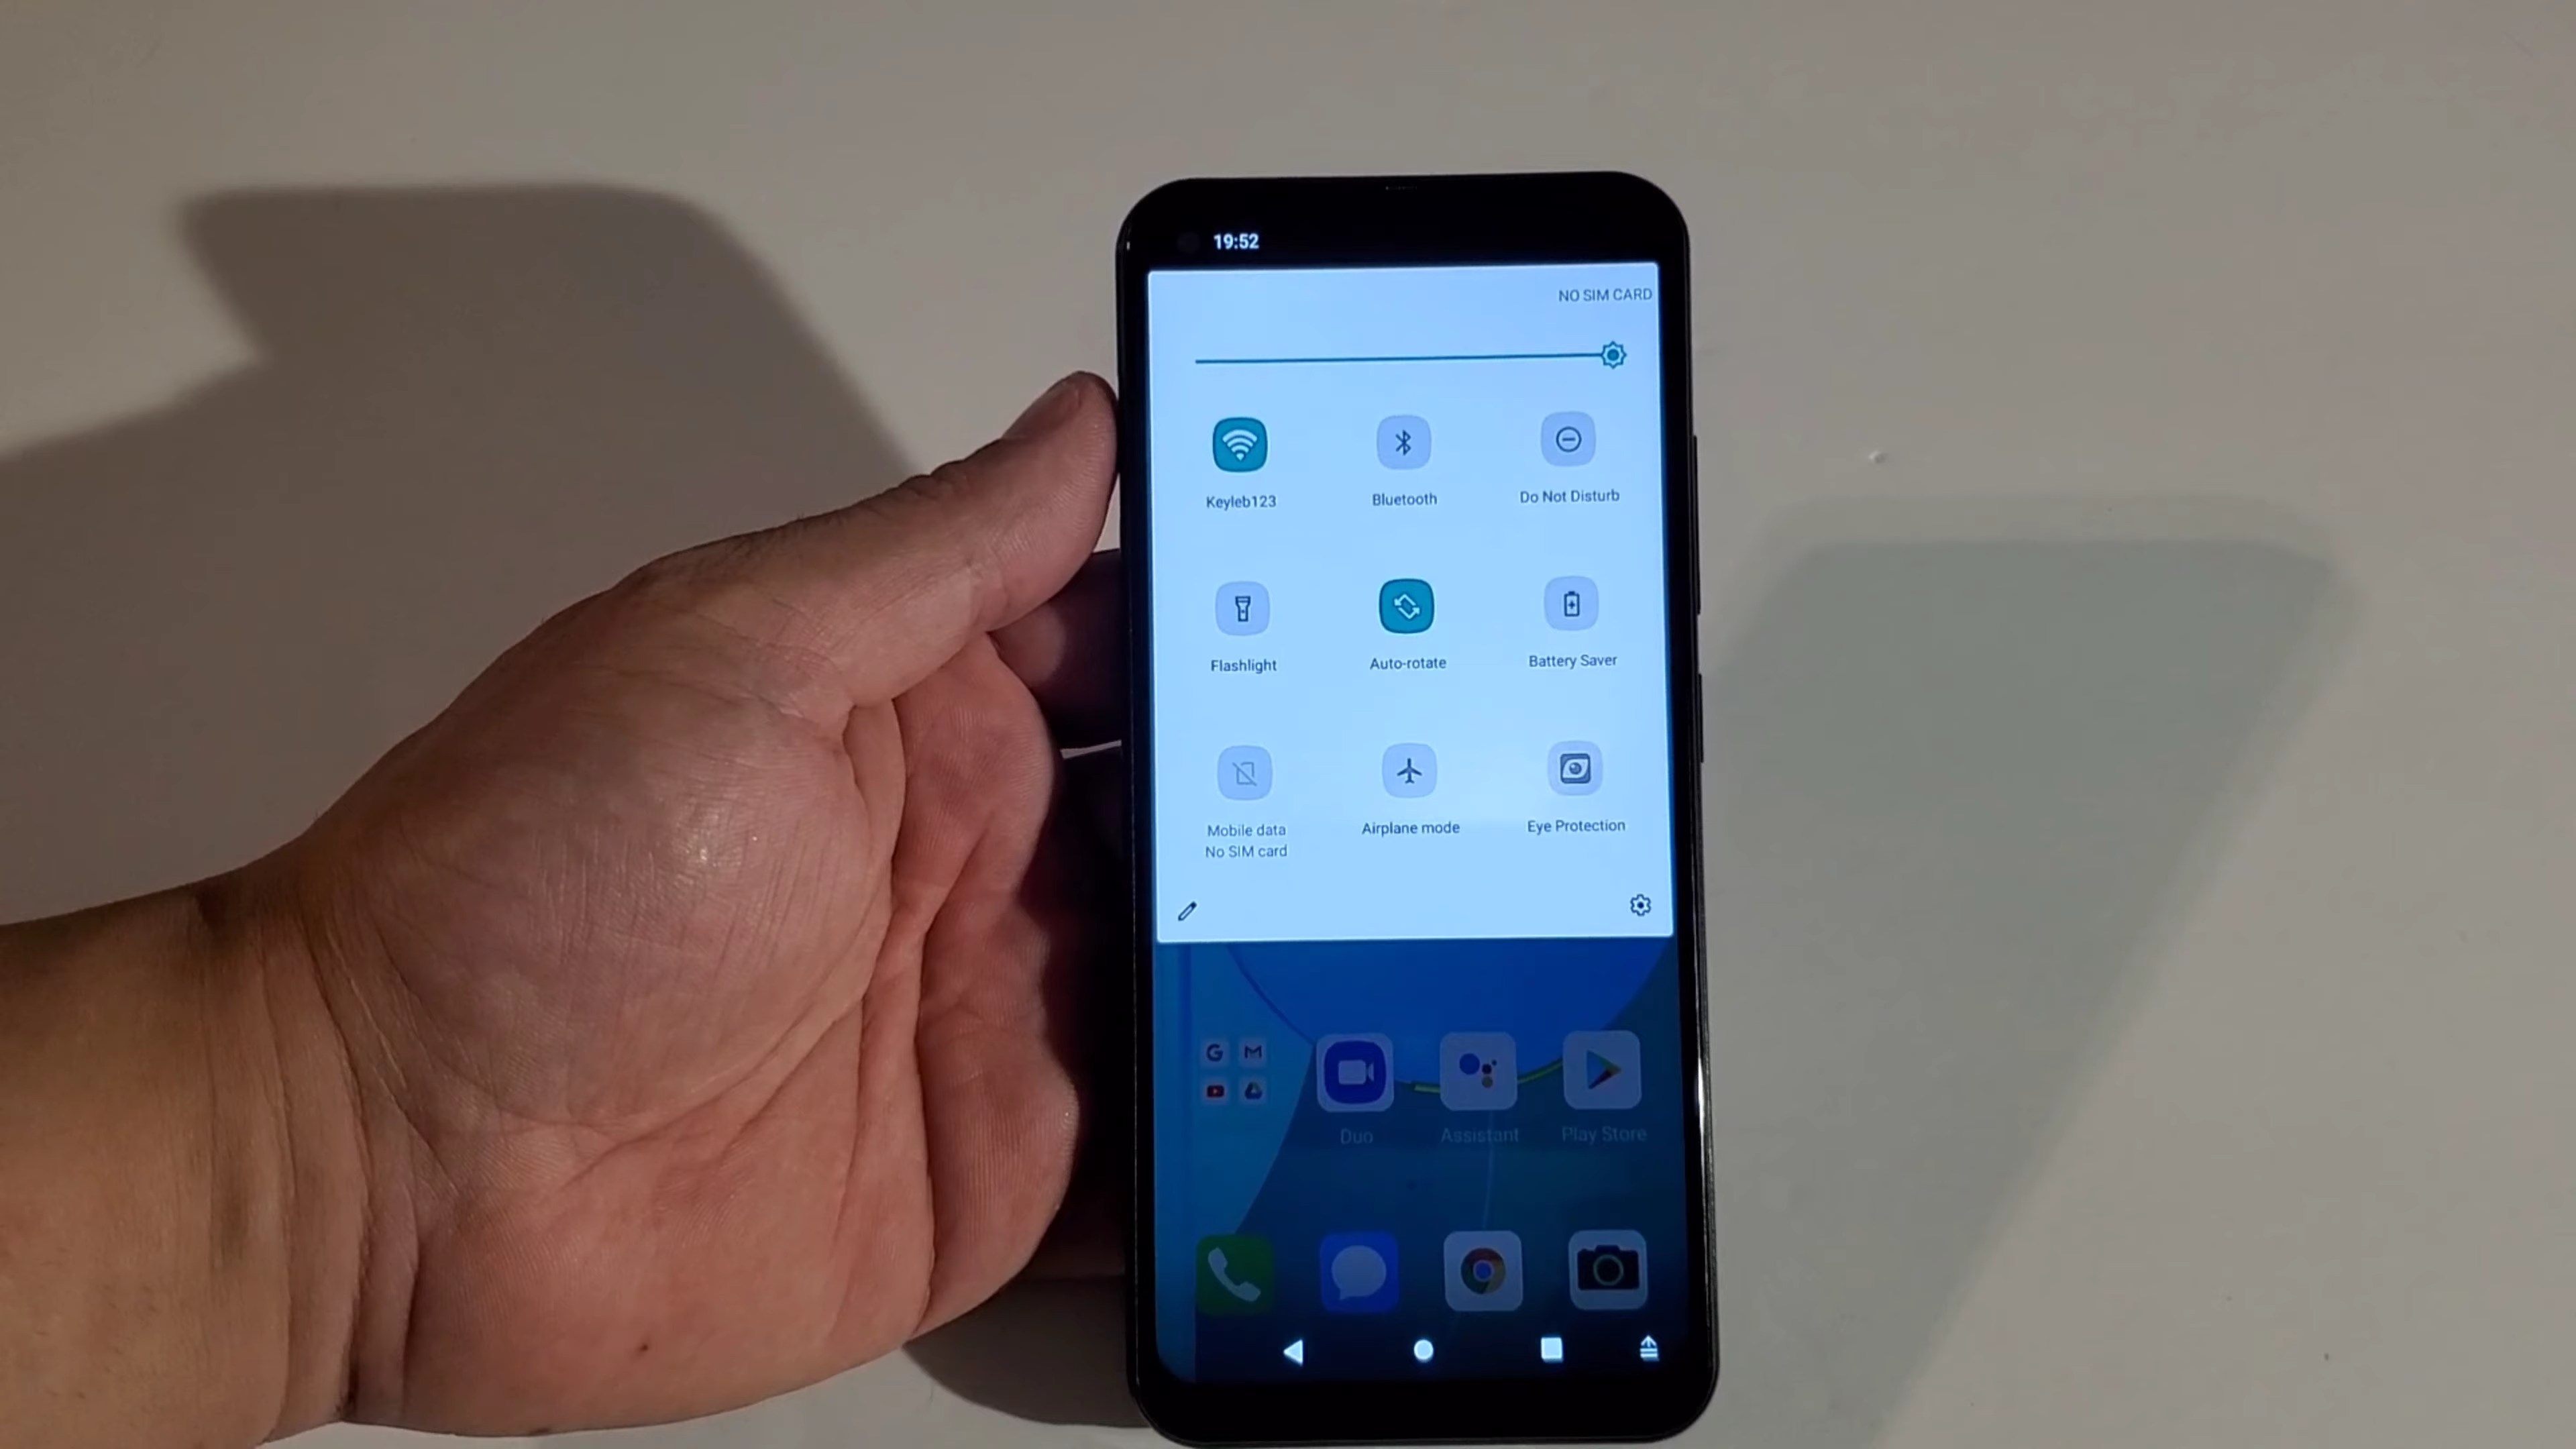 19:52
NO SIM CARD
Keyleb123
Bluetooth
Do Not Disturb
Flashlight
Auto-rotate
Battery Saver
Mobile data
No SIM card
Airplane mode
Eye Protection
Duo
Assistant
Play Store